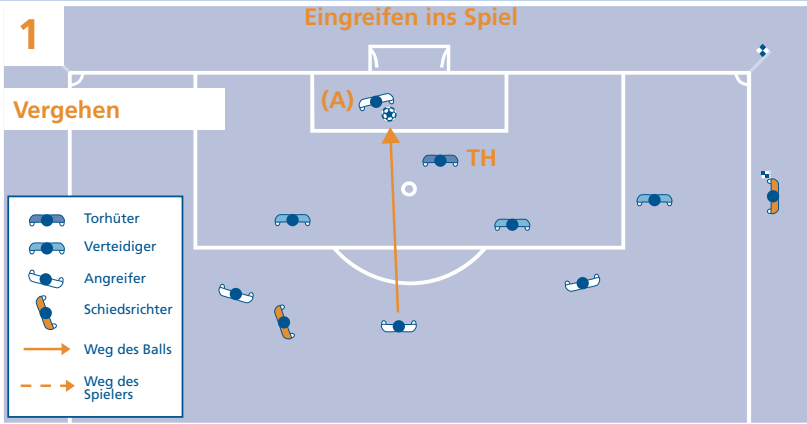 1
Eingreifen ins Spiel
Vergehen
(A)
TH
Torhüter
Verteidiger
Angreifer
Schiedsrichter
Weg des Balls
Weg des
Spielers